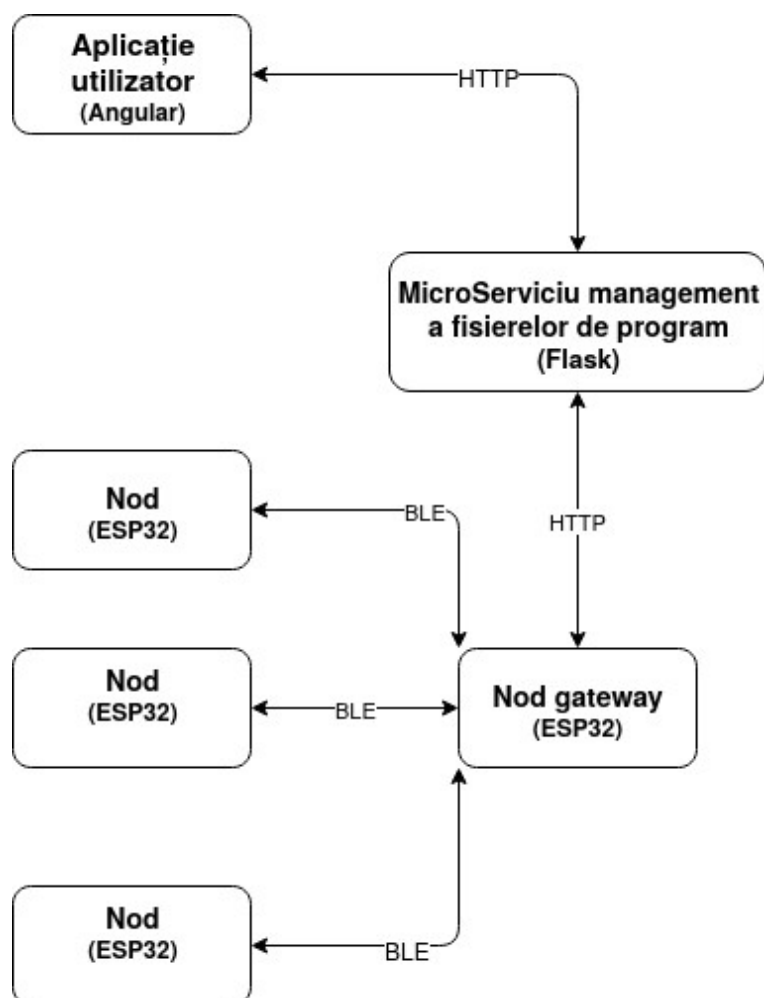 Aplicație
utilizator
(Angular)
HTTP
MicroServiciu management
a fisierelor de program
(Flask)
Nod
(ESP32)
BLE
HTTP
Nod
(ESP32)
BLE
Nod gateway
(ESP32)
Nod
(ESP32)
BLE